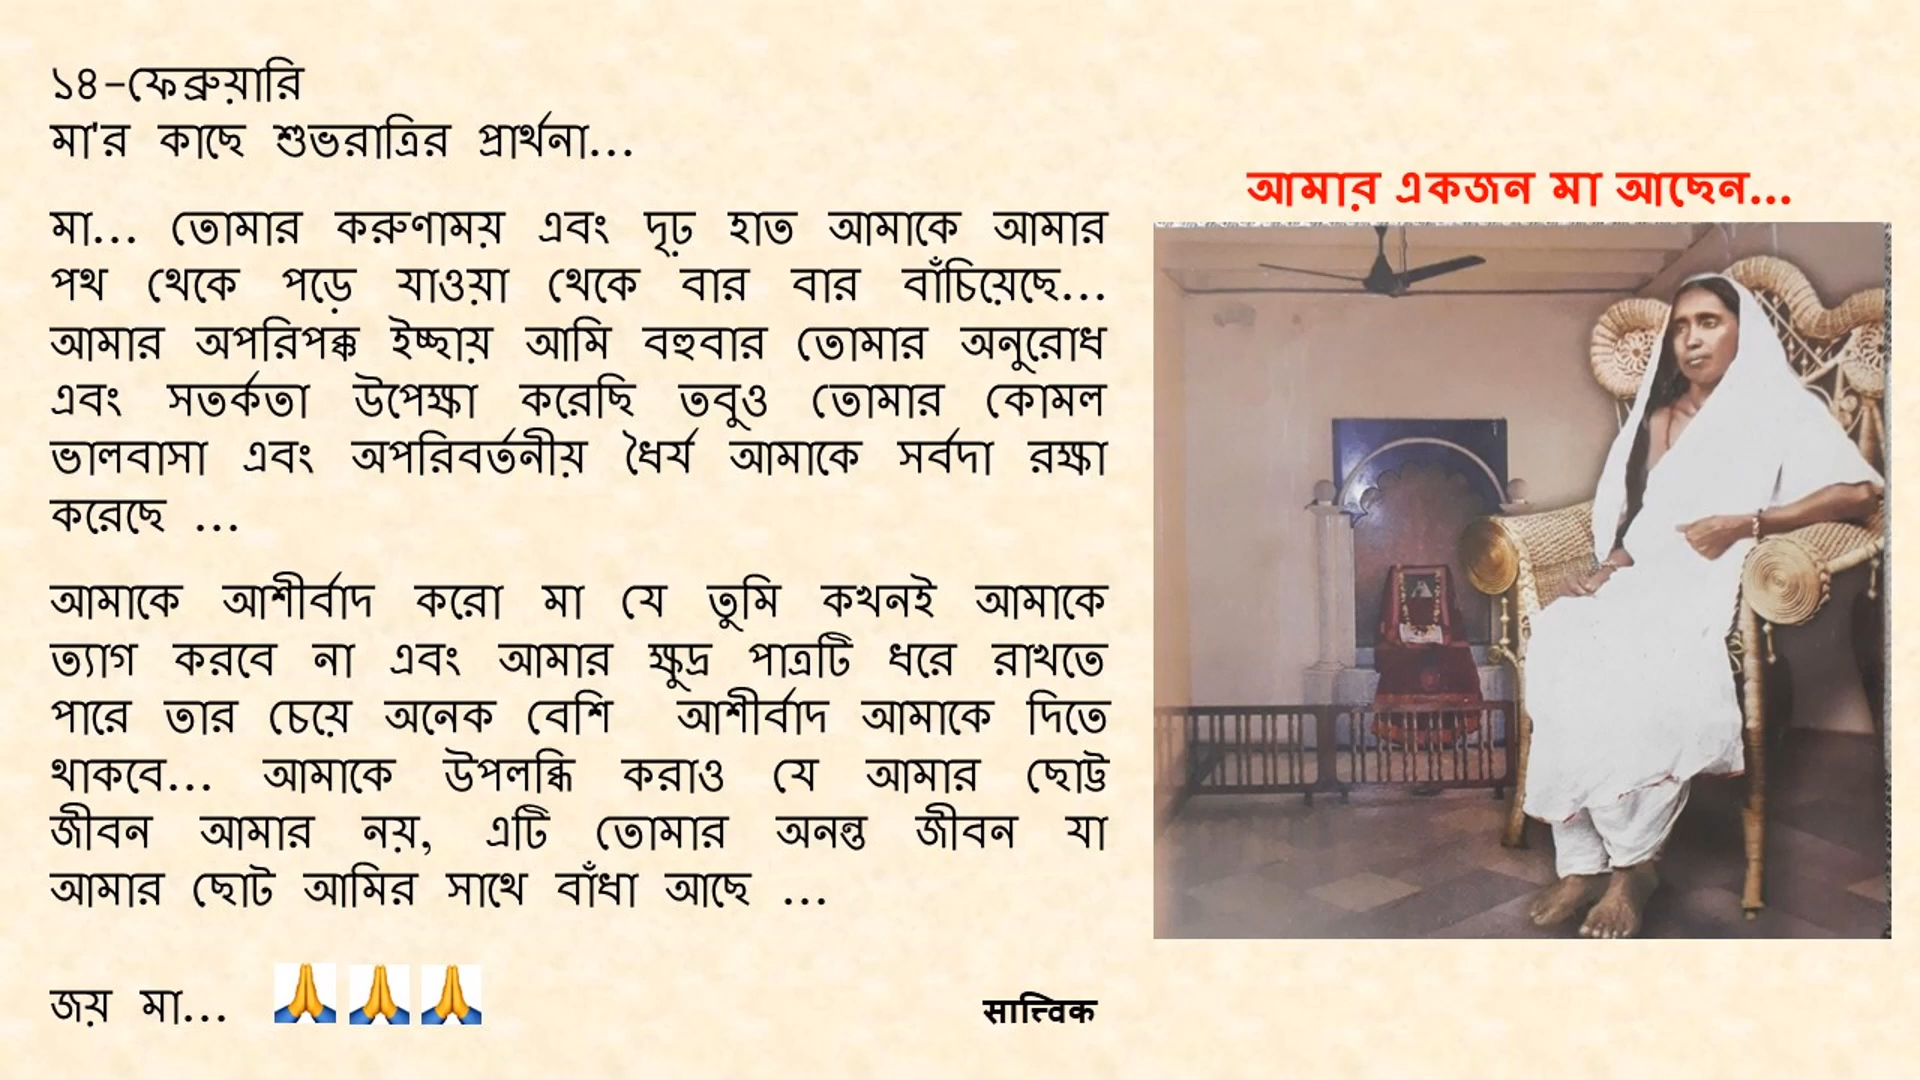 ১৪-ফেব্রুয়ারি
মা'র কাছে শুভরাত্রির প্রার্থনা...
মা... তোমার করুণাময় এবং দৃঢ় হাত আমাকে আমার
পথ থেকে পড়ে যাওয়া থেকে বার বার বাঁচিয়েছে...
আমার অপরিপক্ক ইচ্ছায় আমি বহুবার তোমার অনুরোধ
এবং সতর্কতা উপেক্ষা করেছি তবুও তোমার কোমল
ভালবাসা এবং অপরিবর্তনীয় ধৈর্য আমাকে সর্বদা রক্ষা
করেছে ...
আমাকে আশীর্বাদ করো মা যে তুমি কখনই আমাকে
ত্যাগ করবে না এবং আমার ক্ষুদ্র পাত্রটি ধরে রাখতে
পারে তার চেয়ে অনেক বেশি আশীর্বাদ আমাকে দিতে
থাকবে... আমাকে উপলব্ধি করাও যে আমার ছোট্ট
জীবন আমার নয়, এটি তোমার অনন্ত জীবন যা
আমার ছোট আমির সাথে বাঁধা আছে ...
জয় মা... 🙏🙏🙏
सात्त्विक
আমার একজন মা আছেন...